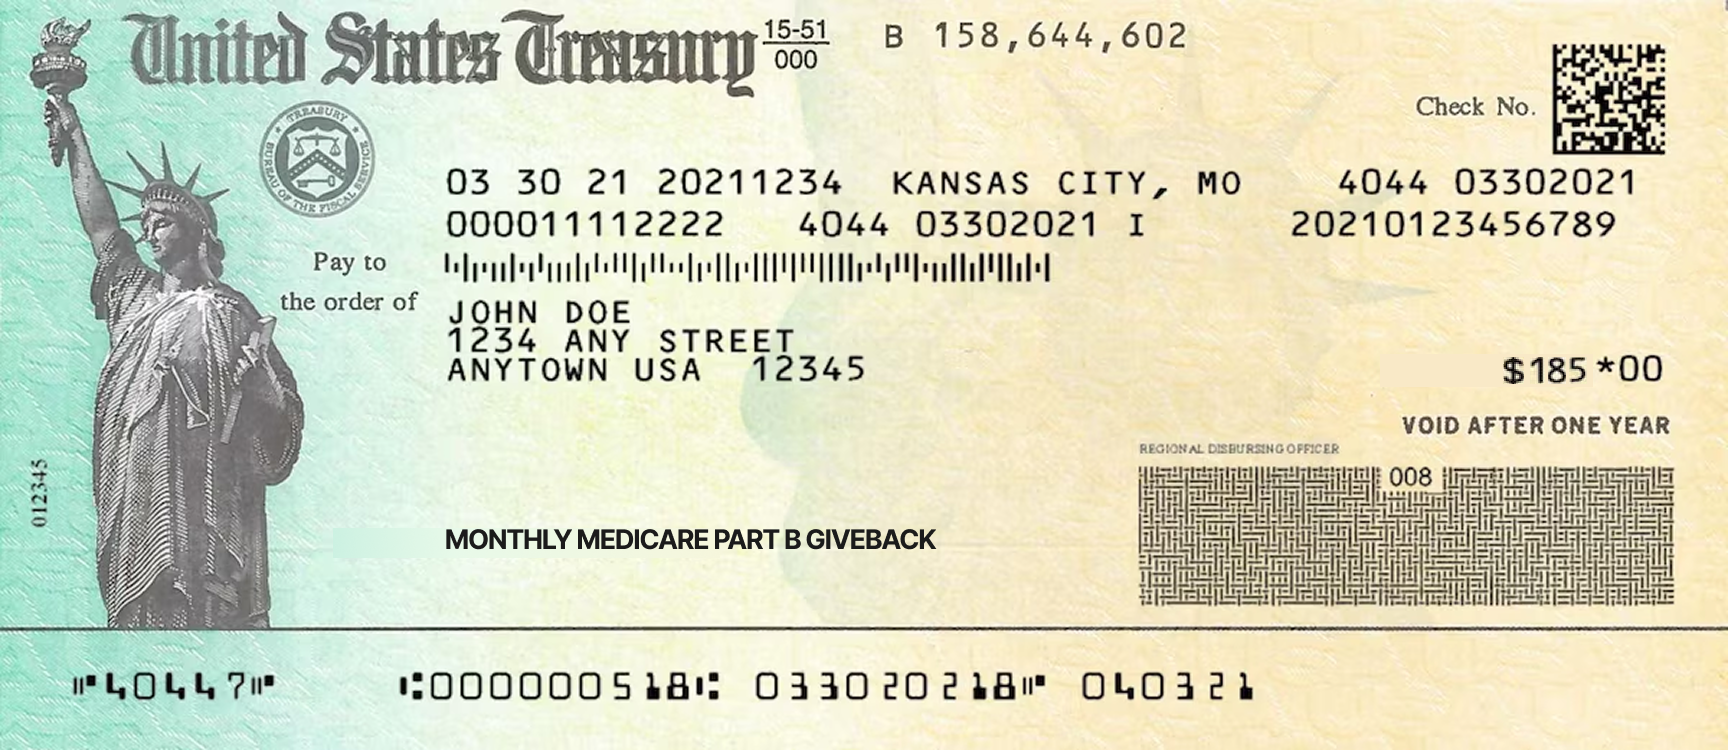 United States Treasury 15-51
000
B 158,644,602
Check No.
TREASURY
BUREAU OF THE FISCAL SERVICE
03 30 21 20211234 KANSAS CITY, MO 4044 03302021
000011112222 4044 03302021 I 20210123456789
Pay to
the order of
JOHN DOE
1234 ANY STREET
ANYTOWN USA 12345
$185 *00
VOID AFTER ONE YEAR
REGIONAL DISBURSING OFFICER
008
012345
MONTHLY MEDICARE PART B GIVEBACK
⑈40447⑈ ⑆000000518⑆ 033020218⑈ 040321